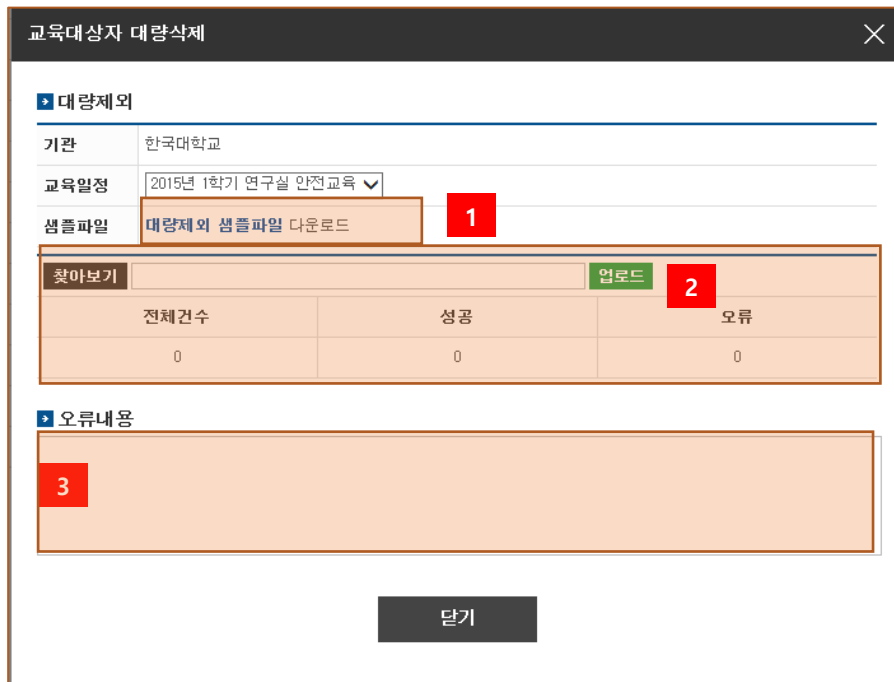 교육대상자 대량삭제
대량제외
기관 한국대학교
교육일정 2015년 1학기 연구실 안전교육
샘플파일 대량제외 샘플파일 다운로드 1
찾아보기 업로드 2
전체건수 성공 오류
0 0 0
오류내용
3
닫기